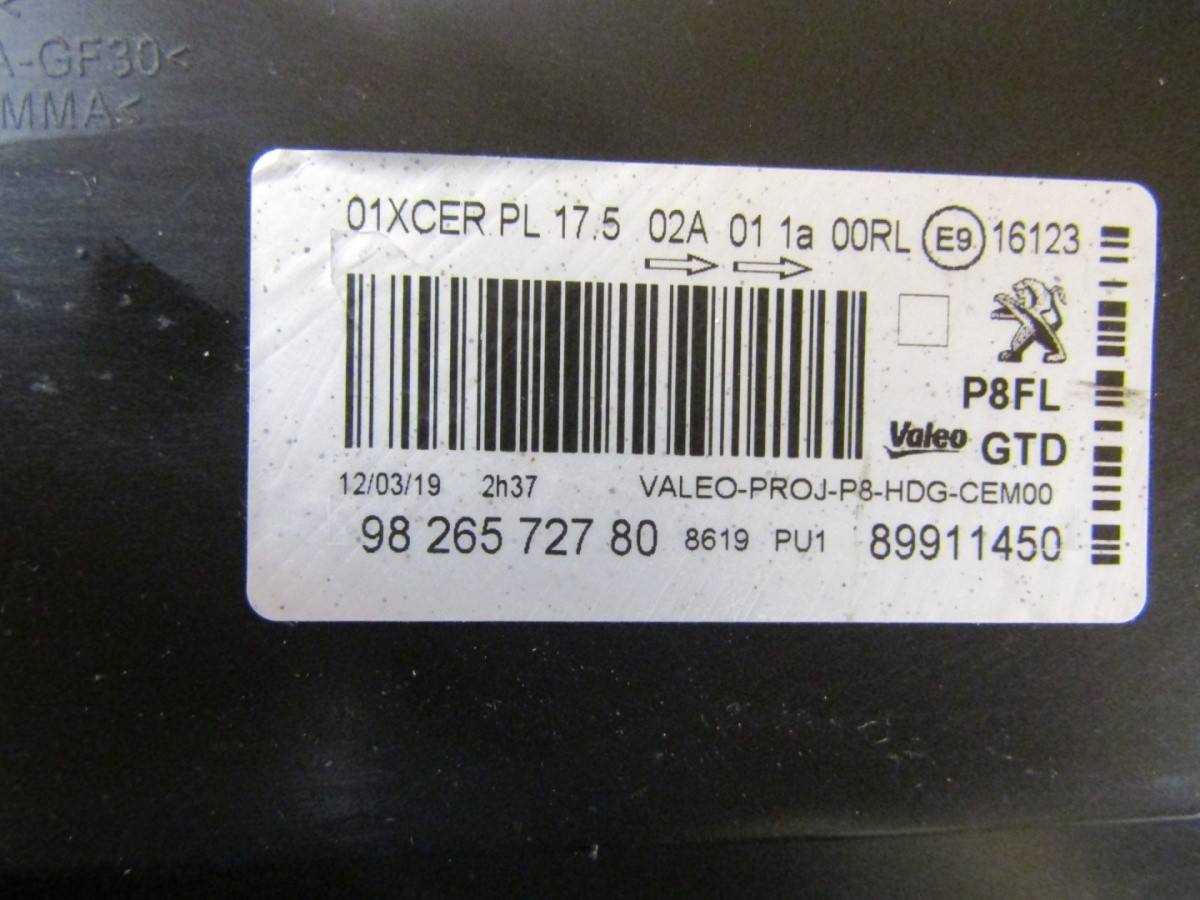 A-GF30<
MMA<
01XCER PL 17.5 02A 01 1a 00RL E9 16123
P8FL
Valeo GTD
12/03/19 2h37 VALEO-PROJ-P8-HDG-CEM00
98 265 727 80 8619 PU1 89911450